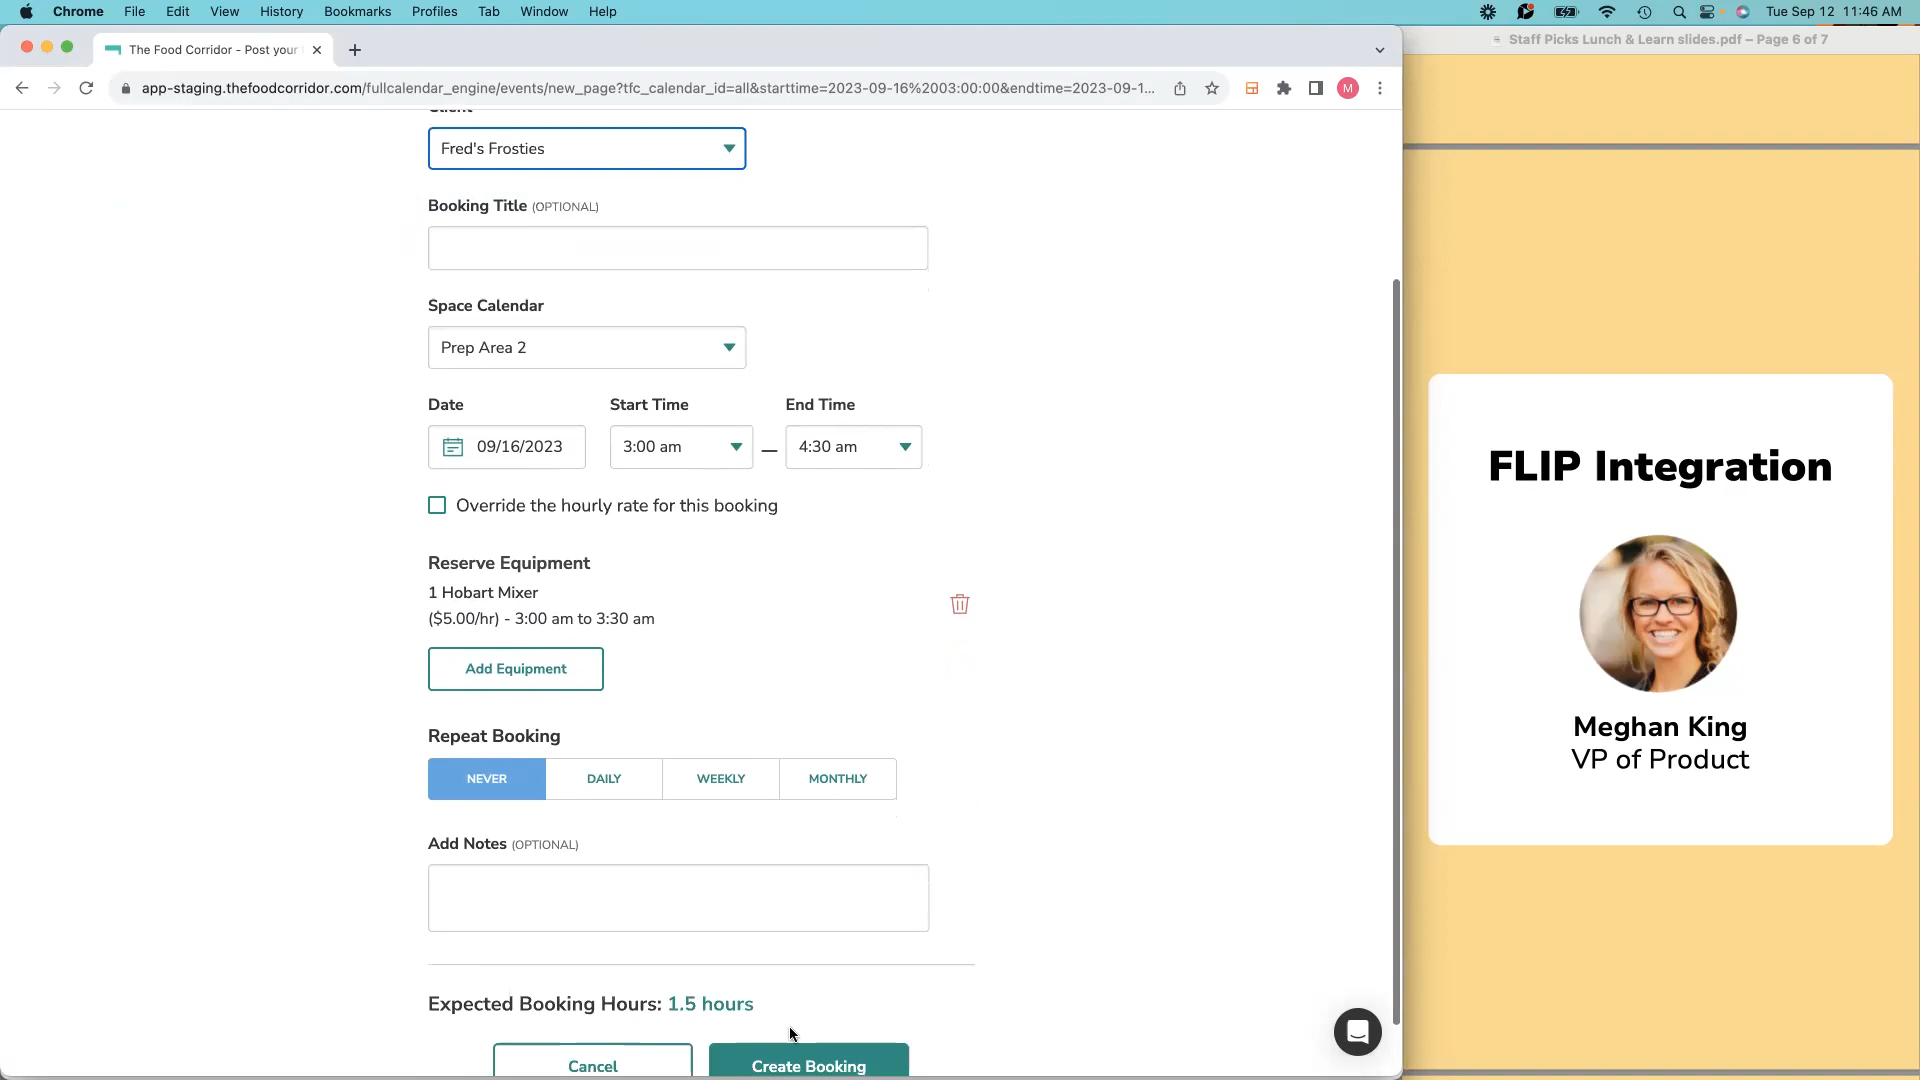 Chrome File Edit View History Bookmarks Profiles Tab Window Help
Tue Sep 12 11:46 AM
The Food Corridor - Post your
Staff Picks Lunch & Learn slides.pdf – Page 6 of 7
app-staging.thefoodcorridor.com/fullcalendar_engine/events/new_page?tfc_calendar_id=all&starttime=2023-09-16%2003:00:00&endtime=2023-09-1...
M
Client
Fred's Frosties
Booking Title (OPTIONAL)
Space Calendar
Prep Area 2
Date Start Time End Time
09/16/2023 3:00 am — 4:30 am
Override the hourly rate for this booking
Reserve Equipment
1 Hobart Mixer
($5.00/hr) - 3:00 am to 3:30 am
Add Equipment
Repeat Booking
NEVER DAILY WEEKLY MONTHLY
Add Notes (OPTIONAL)
Expected Booking Hours: 1.5 hours
Cancel Create Booking
FLIP Integration
Meghan King
VP of Product